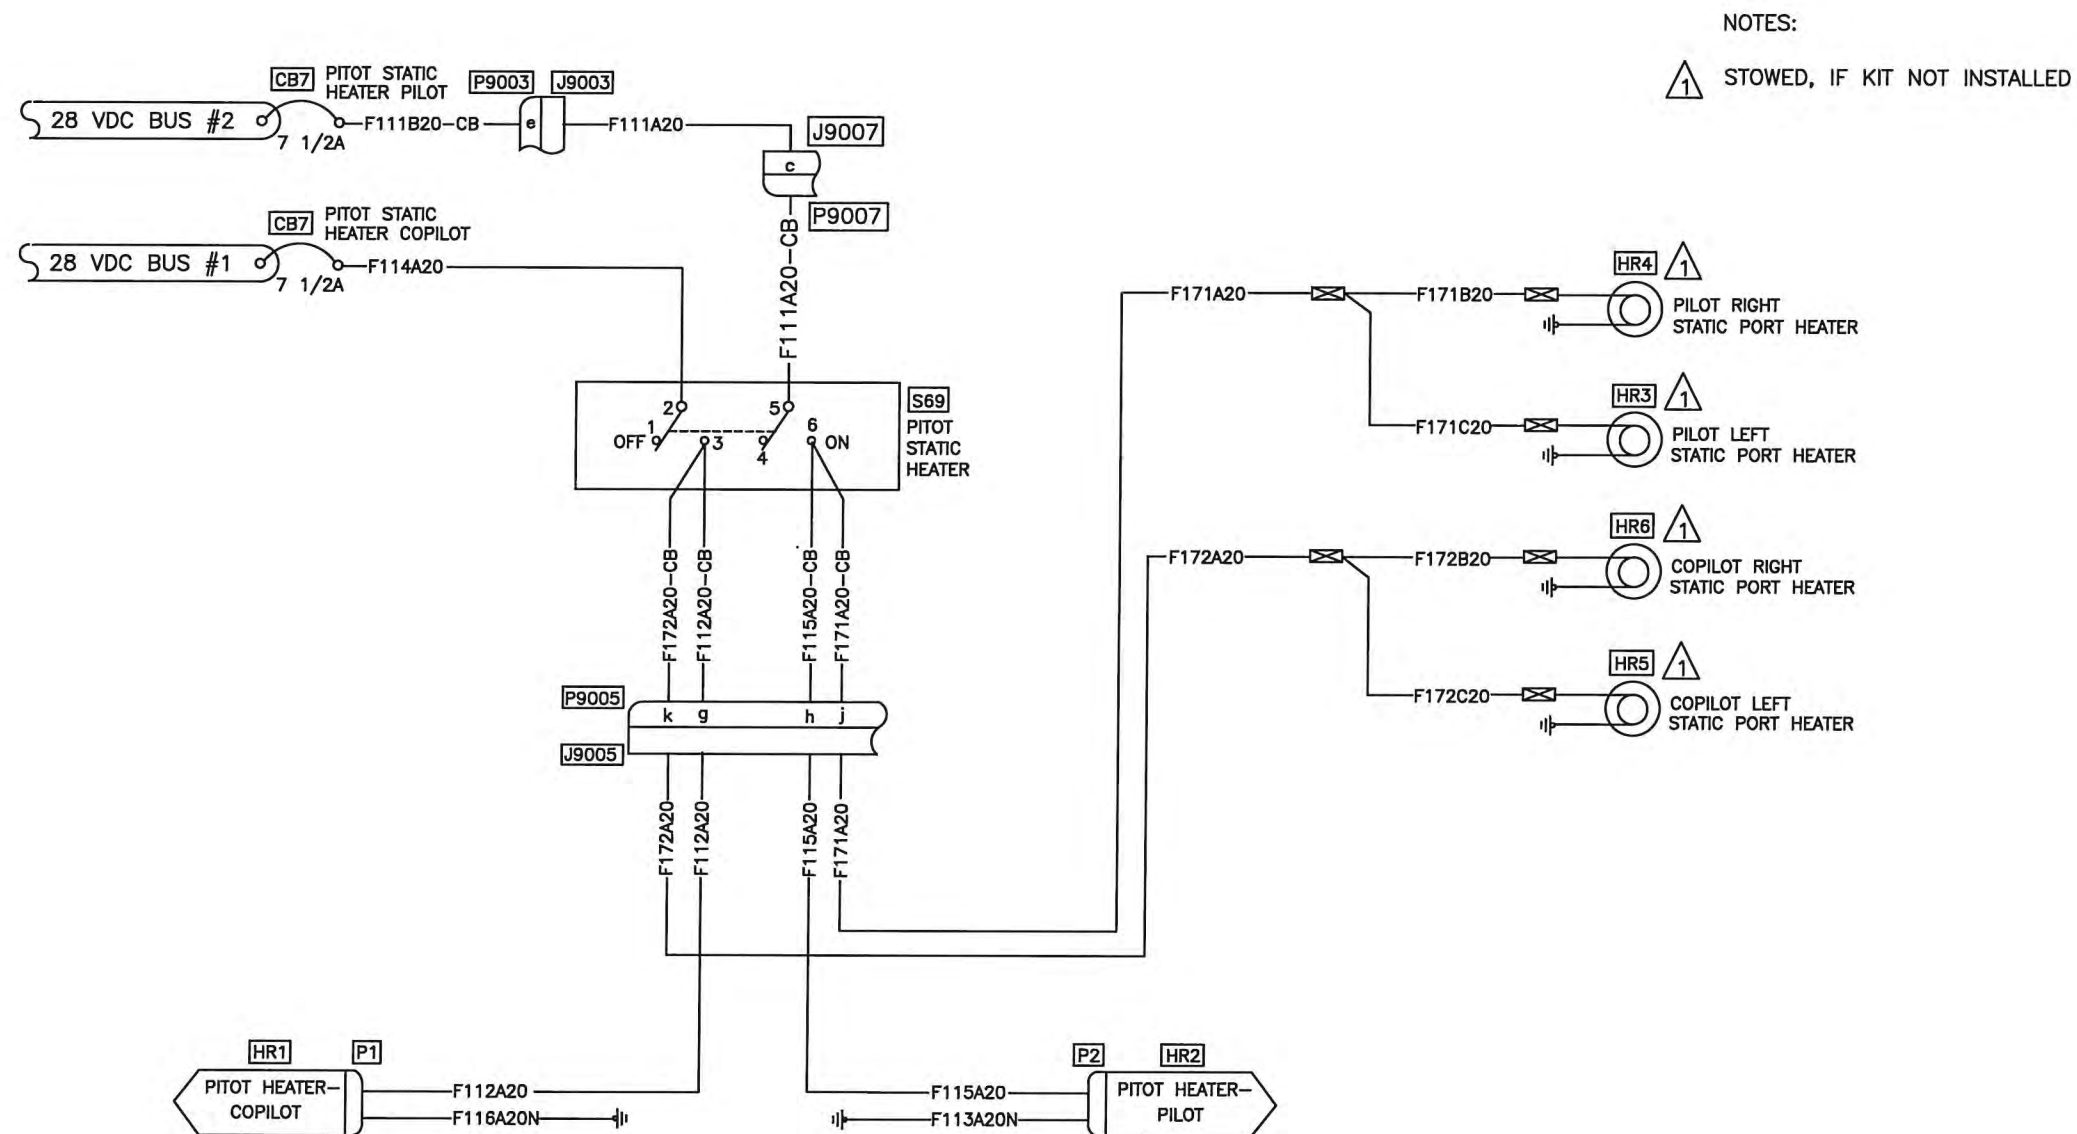 NOTES:
1 STOWED, IF KIT NOT INSTALLED
CB7
PITOT STATIC
HEATER PILOT
P9003
J9003
28 VDC BUS #2
7 1/2A
F111B20-CB
e
F111A20
J9007
c
P9007
F111A20-CB
CB7
PITOT STATIC
HEATER COPILOT
28 VDC BUS #1
7 1/2A
F114A20
2
5
1
OFF
3
4
6
ON
S69
PITOT
STATIC
HEATER
F172A20-CB
F112A20-CB
F115A20-CB
F171A20-CB
P9005
k
g
h
j
J9005
F172A20
F112A20
F115A20
F171A20
F171A20
F171B20
HR4
1
PILOT RIGHT
STATIC PORT HEATER
F171C20
HR3
1
PILOT LEFT
STATIC PORT HEATER
F172A20
F172B20
HR6
1
COPILOT RIGHT
STATIC PORT HEATER
F172C20
HR5
1
COPILOT LEFT
STATIC PORT HEATER
HR1
P1
PITOT HEATER-
COPILOT
F112A20
F116A20N
P2
HR2
F115A20
F113A20N
PITOT HEATER-
PILOT